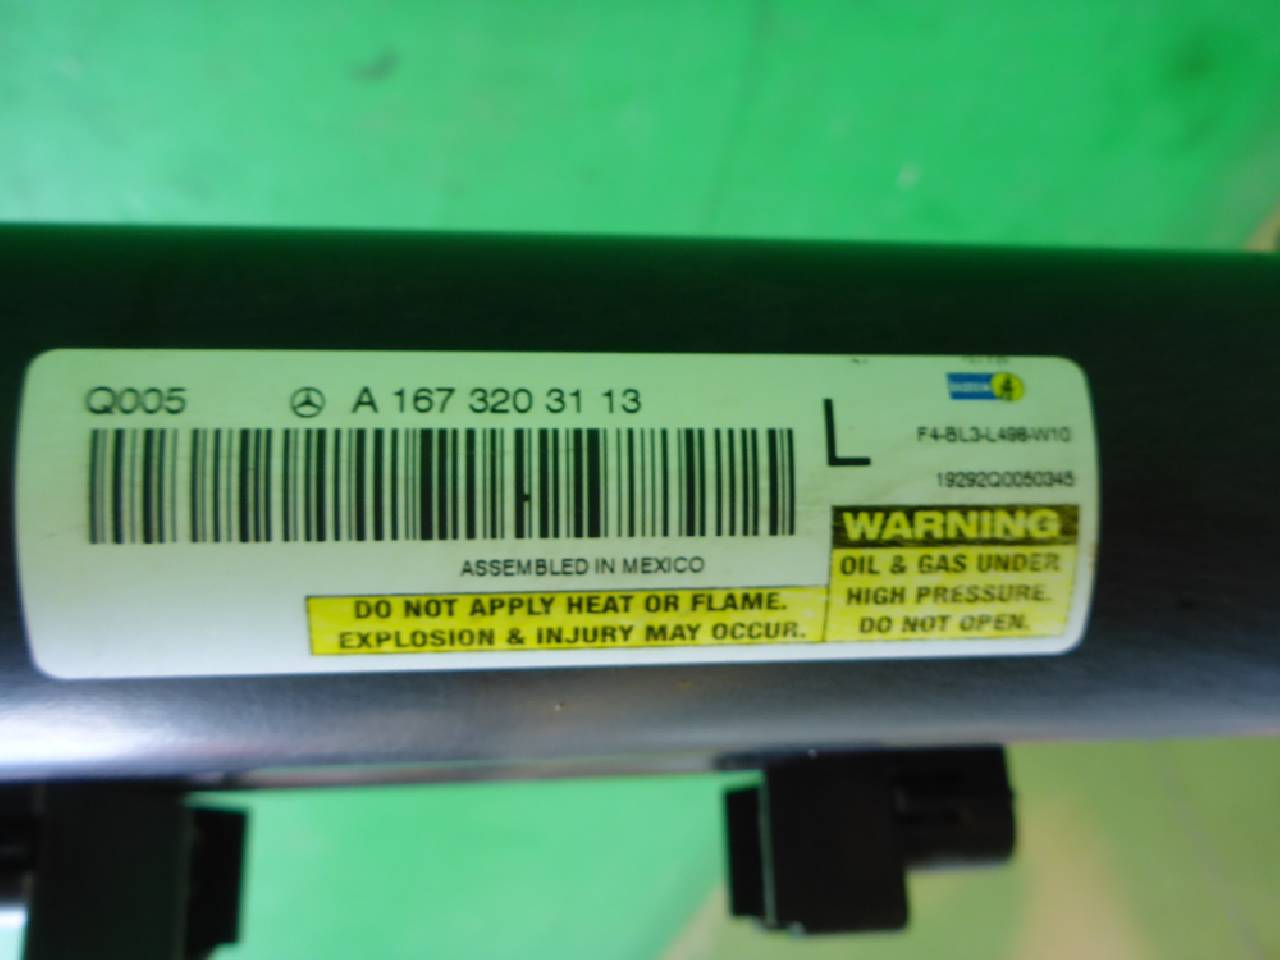 Q005 A 167 320 31 13
L
F4-BL3-L498-W10
19292Q0050345
ASSEMBLED IN MEXICO
DO NOT APPLY HEAT OR FLAME.
EXPLOSION & INJURY MAY OCCUR.
WARNING
OIL & GAS UNDER
HIGH PRESSURE.
DO NOT OPEN.